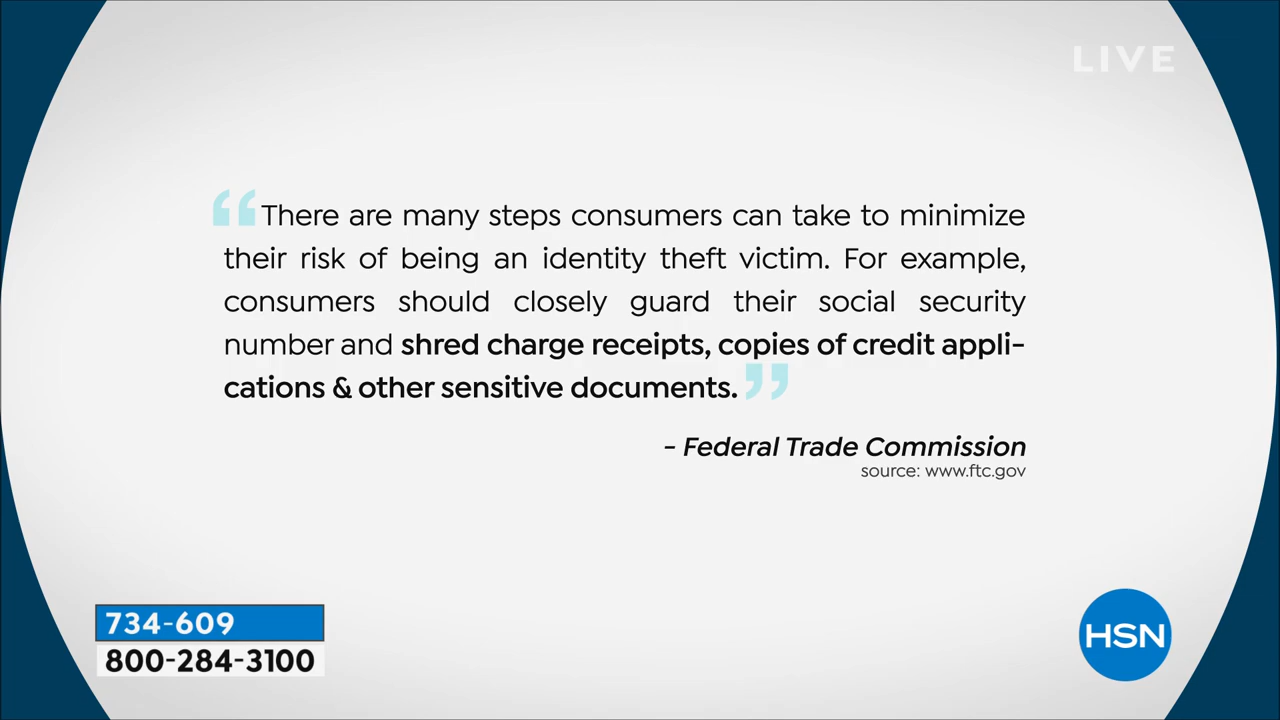 LIVE
“There are many steps consumers can take to minimize
their risk of being an identity theft victim. For example,
consumers should closely guard their social security
number and shred charge receipts, copies of credit appli-
cations & other sensitive documents.”
- Federal Trade Commission
source: www.ftc.gov
734-609
800-284-3100
HSN